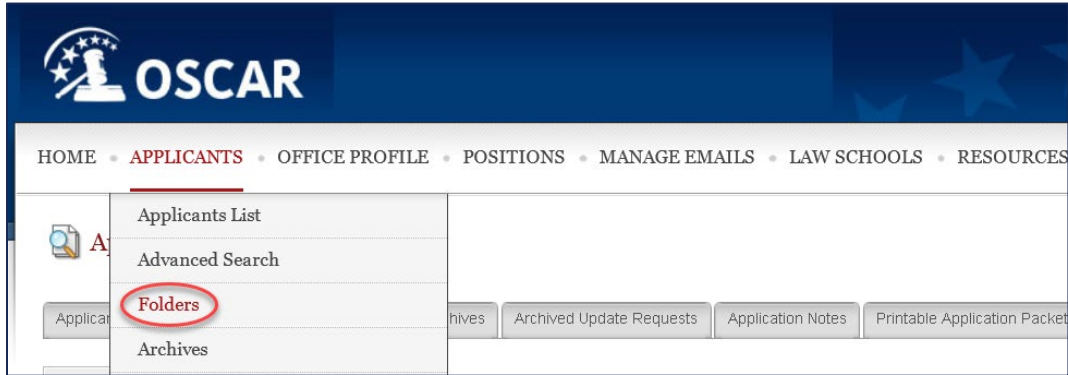 OSCAR
HOME • APPLICANTS • OFFICE PROFILE • POSITIONS • MANAGE EMAILS • LAW SCHOOLS • RESOURCES
Applicants List
Advanced Search
Folders
Archives
Archived Update Requests
Application Notes
Printable Application Packet